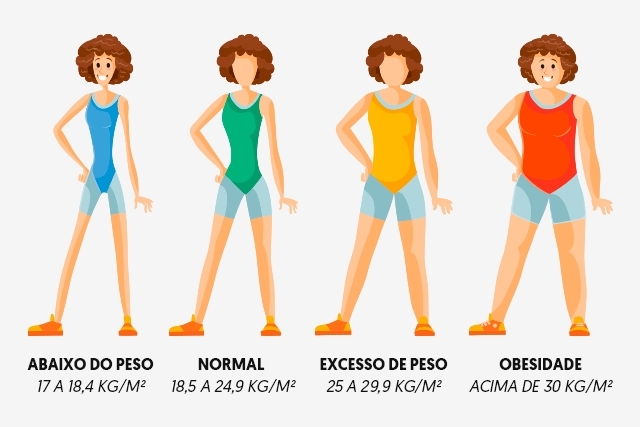 ABAIXO DO PESO
17 A 18,4 KG/M²
NORMAL
18,5 A 24,9 KG/M²
EXCESSO DE PESO
25 A 29,9 KG/M²
OBESIDADE
ACIMA DE 30 KG/M²